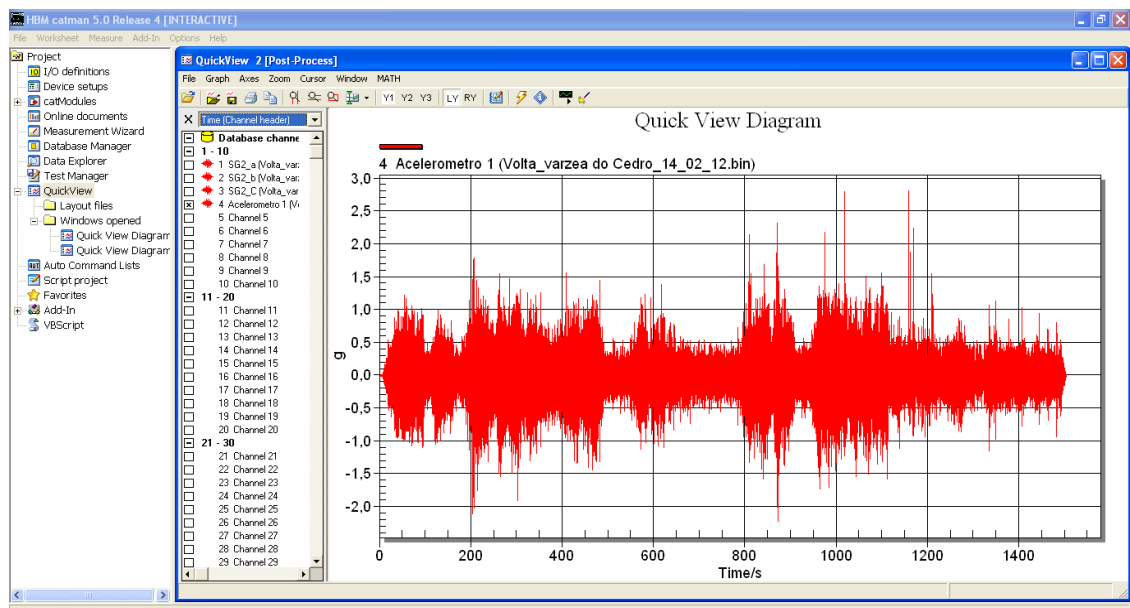 HBM catman 5.0 Release 4 [INTERACTIVE]
File Worksheet Measure Add-In Options Help
Project
I/O definitions
Device setups
catModules
Online documents
Measurement Wizard
Database Manager
Data Explorer
Test Manager
QuickView
Layout files
Windows opened
Quick View Diagram
Quick View Diagram
Auto Command Lists
Script project
Favorites
Add-In
VBScript
QuickView 2 [Post-Process]
File Graph Axes Zoom Cursor Window MATH
Y1 Y2 Y3 LY RY
Time (Channel header)
Database channe
1 - 10
1 SG2_a (Volta_var
2 SG2_b (Volta_var
3 SG2_C (Volta_var
4 Acelerometro 1 (V
5 Channel 5
6 Channel 6
7 Channel 7
8 Channel 8
9 Channel 9
10 Channel 10
11 - 20
11 Channel 11
12 Channel 12
13 Channel 13
14 Channel 14
15 Channel 15
16 Channel 16
17 Channel 17
18 Channel 18
19 Channel 19
20 Channel 20
21 - 30
21 Channel 21
22 Channel 22
23 Channel 23
24 Channel 24
25 Channel 25
26 Channel 26
27 Channel 27
28 Channel 28
29 Channel 29
Quick View Diagram
4 Acelerometro 1 (Volta_varzea do Cedro_14_02_12.bin)
3,0
2,5
2,0
1,5
1,0
0,5
0,0
-0,5
-1,0
-1,5
-2,0
g
0 200 400 600 800 1000 1200 1400
Time/s